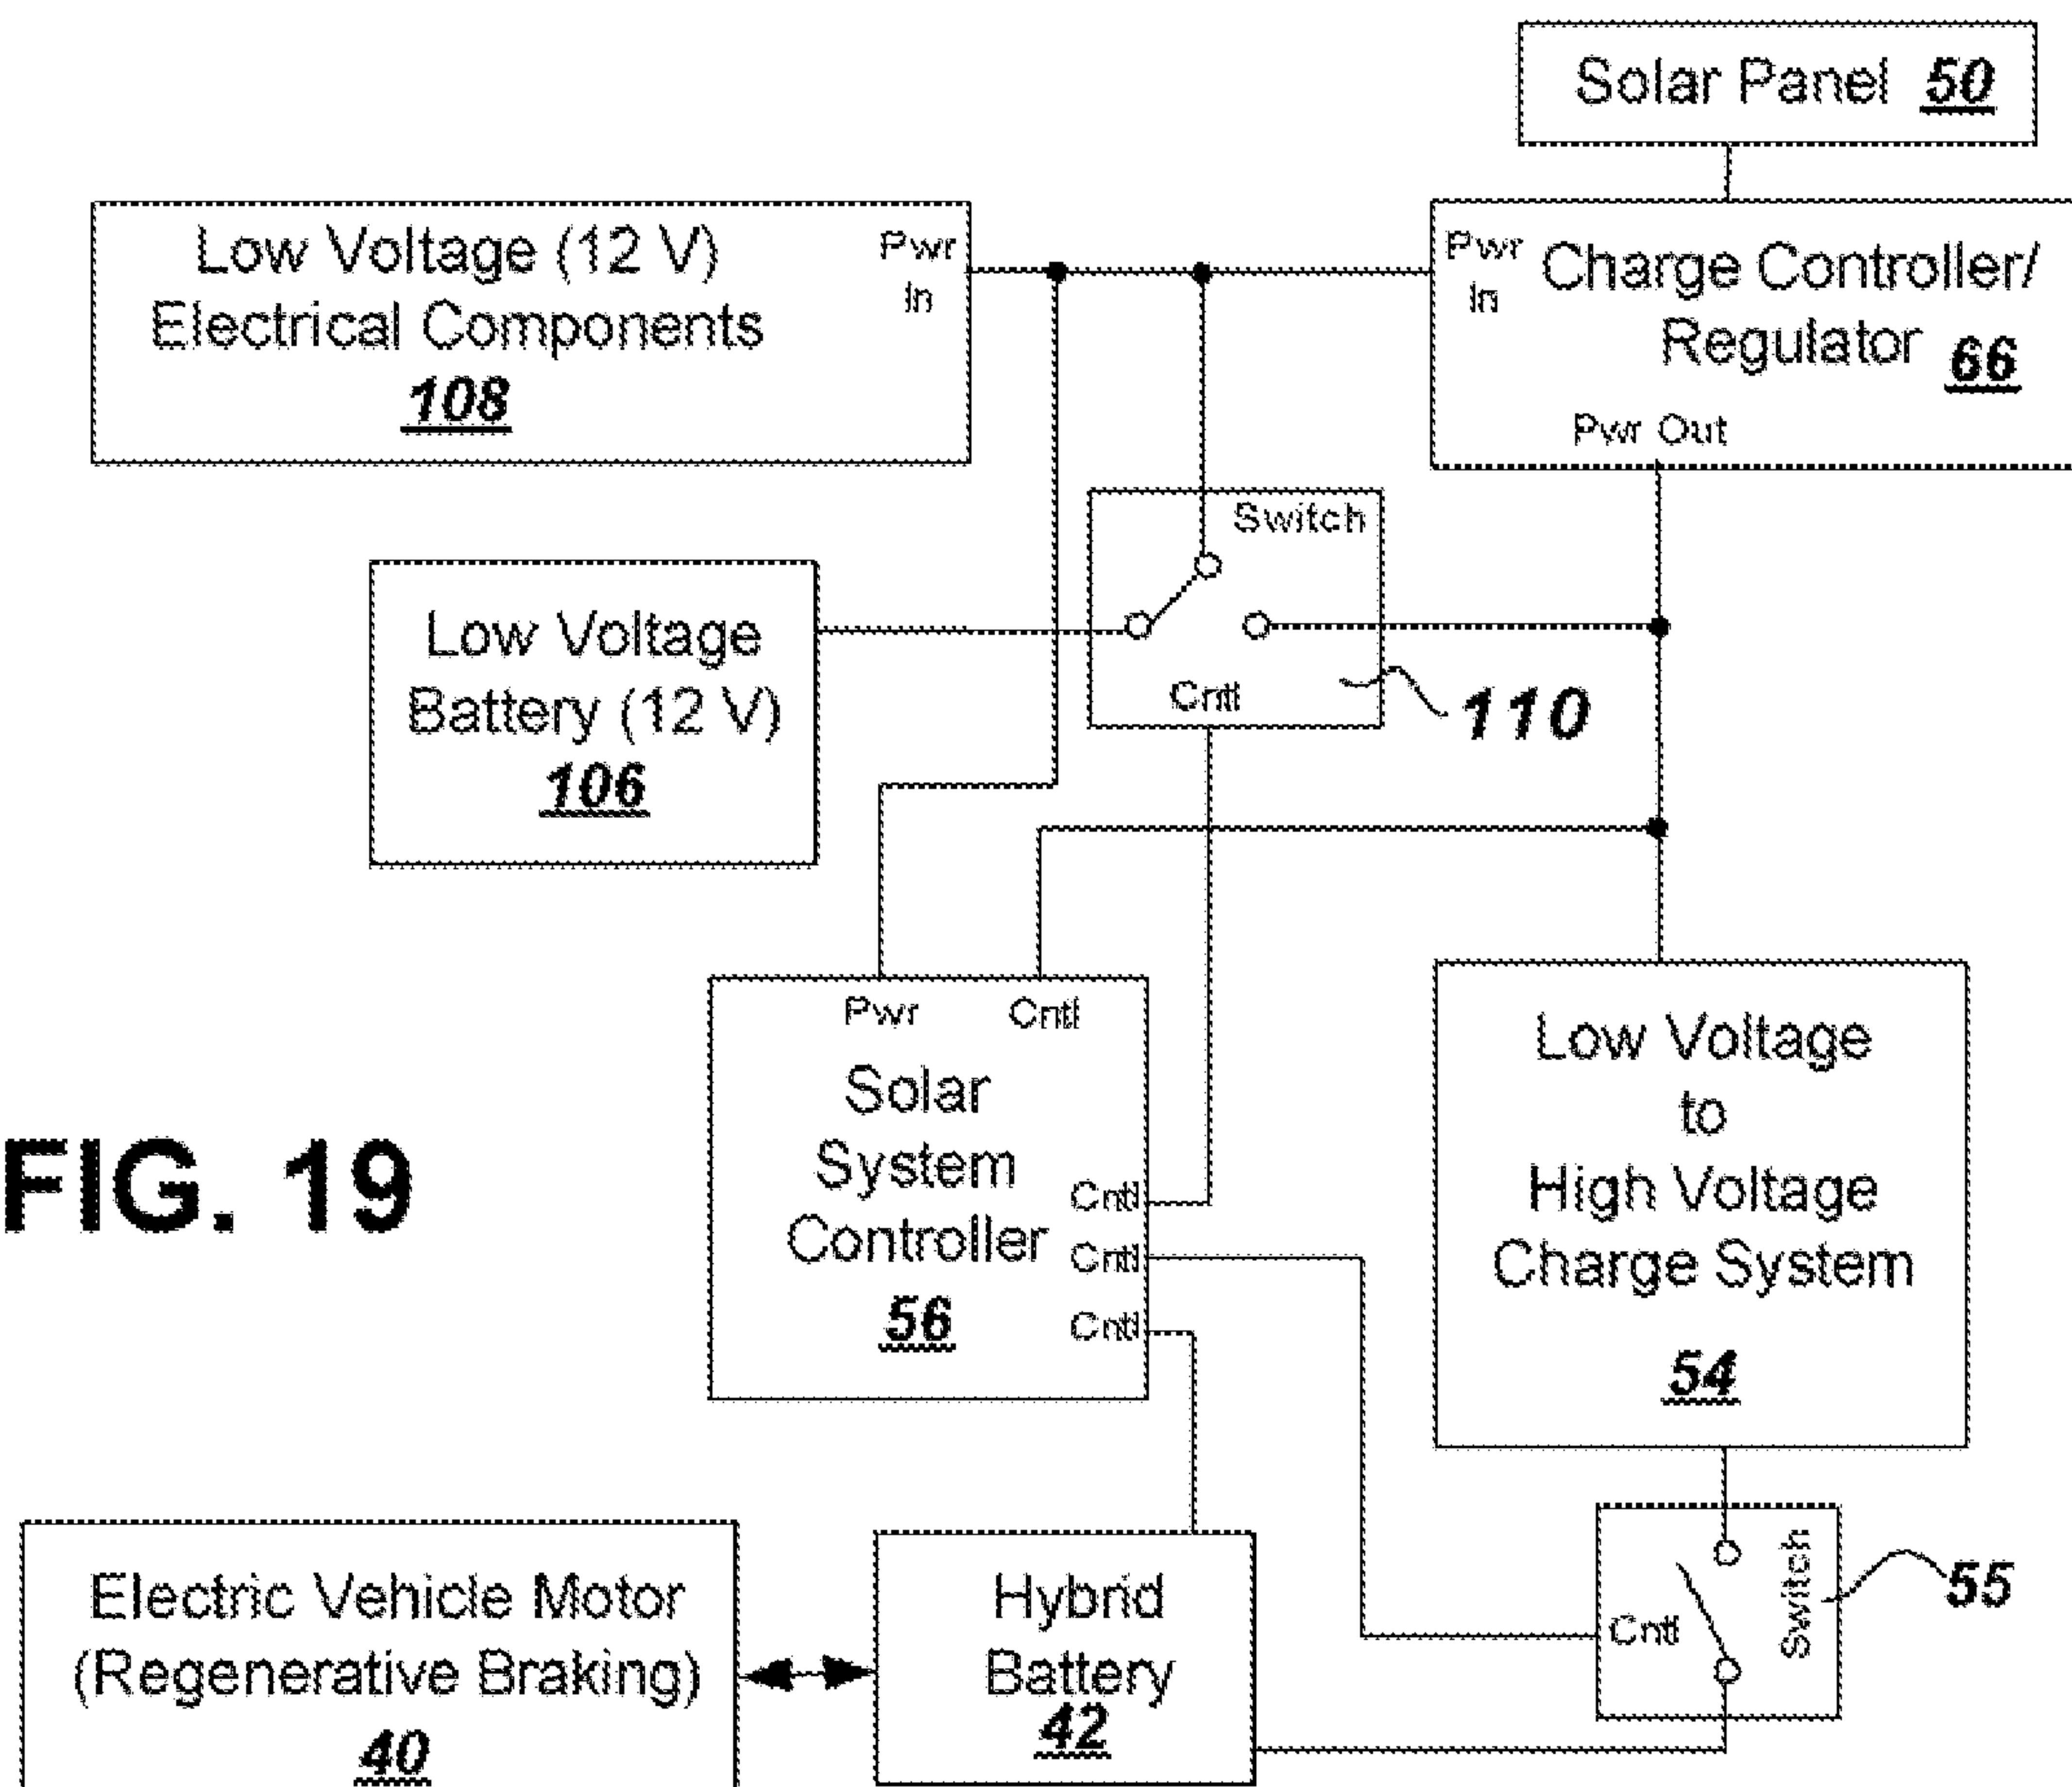 Solar Panel 50
Low Voltage (12 V)
Electrical Components
108
Pwr
In
Pwr
In
Charge Controller/
Regulator 66
Pwr Out
Switch
Cntl
110
Low Voltage
Battery (12 V)
106
Pwr
Cntl
Solar
System
Controller
56
Cntl
Cntl
Cntl
Low Voltage
to
High Voltage
Charge System
54
FIG. 19
Electric Vehicle Motor
(Regenerative Braking)
40
Hybrid
Battery
42
Cntl
Switch
55